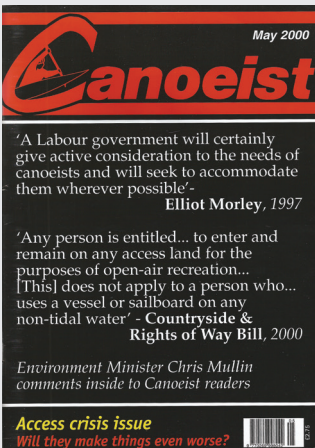 May 2000
Canoeist
'A Labour government will certainly
give active consideration to the needs of
canoeists and will seek to accommodate
them wherever possible'-
Elliot Morley, 1997
'Any person is entitled... to enter and
remain on any access land for the
purposes of open-air recreation...
[This] does not apply to a person who...
uses a vessel or sailboard on any
non-tidal water' - Countryside &
Rights of Way Bill, 2000
Environment Minister Chris Mullin
comments inside to Canoeist readers
Access crisis issue
Will they make things even worse?